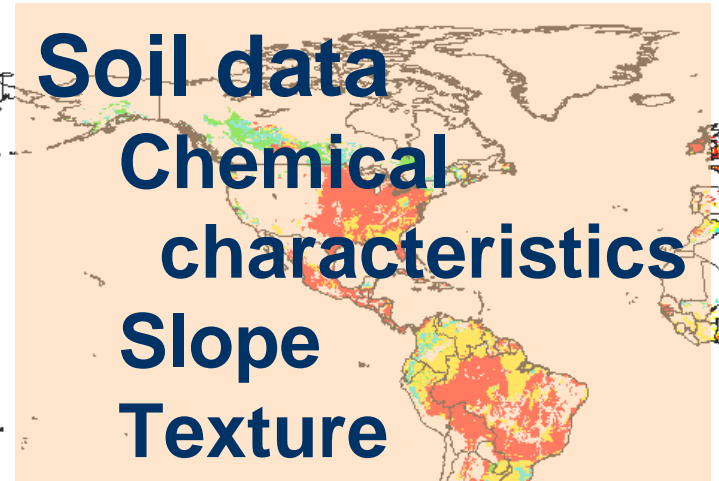 Soil data
Chemical
characteristics
Slope
Texture